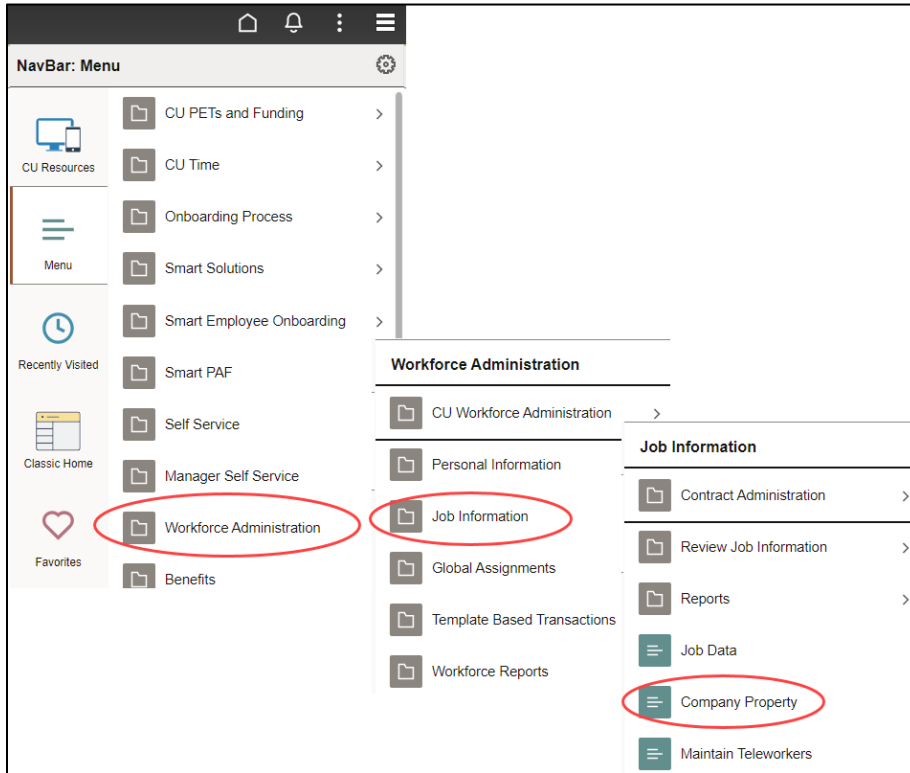 NavBar: Menu
CU Resources
Menu
Recently Visited
Classic Home
Favorites
CU PETs and Funding
CU Time
Onboarding Process
Smart Solutions
Smart Employee Onboarding
Smart PAF
Self Service
Manager Self Service
Workforce Administration
Benefits
Workforce Administration
CU Workforce Administration
Personal Information
Job Information
Global Assignments
Template Based Transactions
Workforce Reports
Job Information
Contract Administration
Review Job Information
Reports
Job Data
Company Property
Maintain Teleworkers